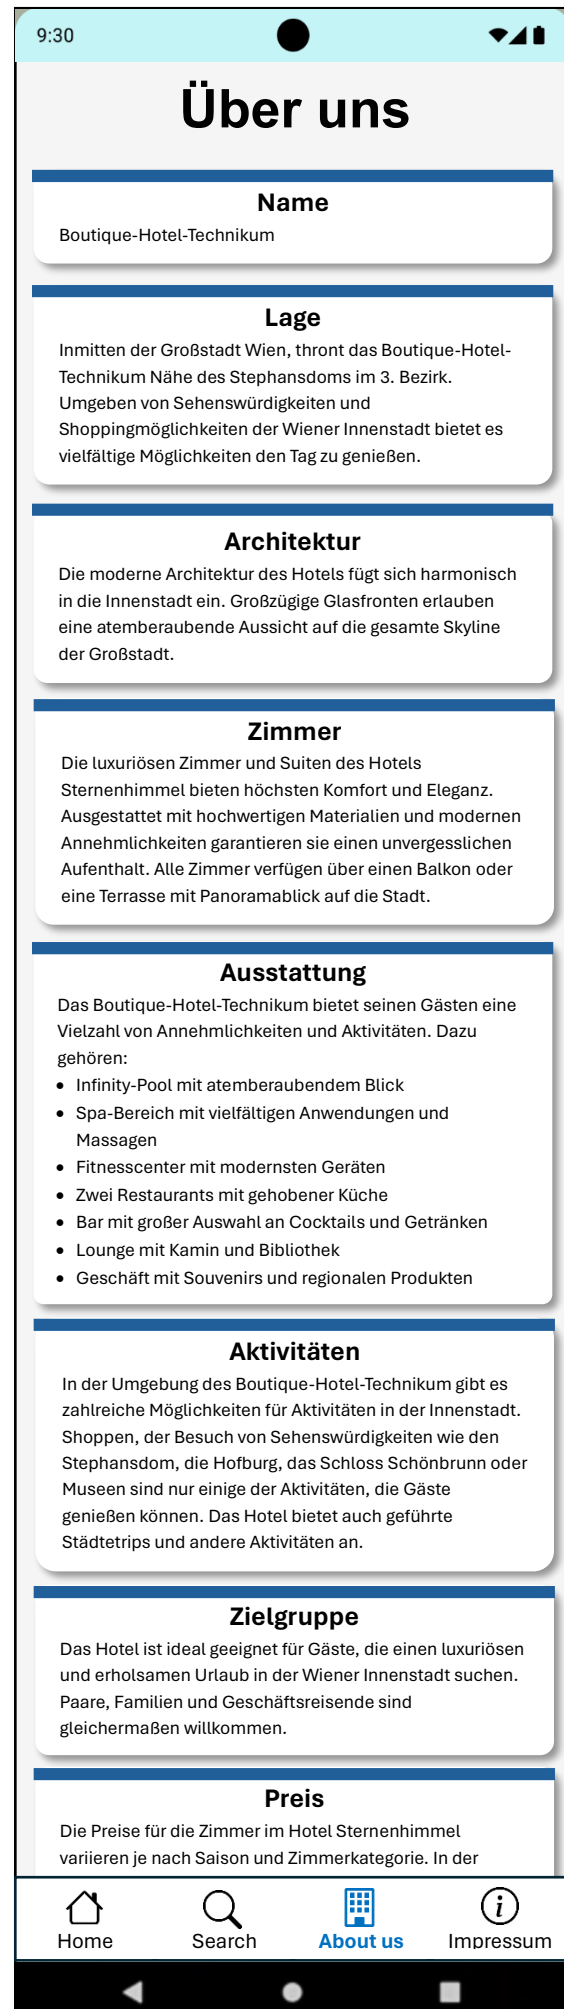 9:30
Über uns
Name
Boutique-Hotel-Technikum
Lage
Inmitten der Großstadt Wien, thront das Boutique-Hotel-
Technikum Nähe des Stephansdoms im 3. Bezirk.
Umgeben von Sehenswürdigkeiten und
Shoppingmöglichkeiten der Wiener Innenstadt bietet es
vielfältige Möglichkeiten den Tag zu genießen.
Architektur
Die moderne Architektur des Hotels fügt sich harmonisch
in die Innenstadt ein. Großzügige Glasfronten erlauben
eine atemberaubende Aussicht auf die gesamte Skyline
der Großstadt.
Zimmer
Die luxuriösen Zimmer und Suiten des Hotels
Sternenhimmel bieten höchsten Komfort und Eleganz.
Ausgestattet mit hochwertigen Materialien und modernen
Annehmlichkeiten garantieren sie einen unvergesslichen
Aufenthalt. Alle Zimmer verfügen über einen Balkon oder
eine Terrasse mit Panoramablick auf die Stadt.
Ausstattung
Das Boutique-Hotel-Technikum bietet seinen Gästen eine
Vielzahl von Annehmlichkeiten und Aktivitäten. Dazu
gehören:
• Infinity-Pool mit atemberaubendem Blick
• Spa-Bereich mit vielfältigen Anwendungen und
Massagen
• Fitnesscenter mit modernsten Geräten
• Zwei Restaurants mit gehobener Küche
• Bar mit großer Auswahl an Cocktails und Getränken
• Lounge mit Kamin und Bibliothek
• Geschäft mit Souvenirs und regionalen Produkten
Aktivitäten
In der Umgebung des Boutique-Hotel-Technikum gibt es
zahlreiche Möglichkeiten für Aktivitäten in der Innenstadt.
Shoppen, der Besuch von Sehenswürdigkeiten wie den
Stephansdom, die Hofburg, das Schloss Schönbrunn oder
Museen sind nur einige der Aktivitäten, die Gäste
genießen können. Das Hotel bietet auch geführte
Städtetrips und andere Aktivitäten an.
Zielgruppe
Das Hotel ist ideal geeignet für Gäste, die einen luxuriösen
und erholsamen Urlaub in der Wiener Innenstadt suchen.
Paare, Familien und Geschäftsreisende sind
gleichermaßen willkommen.
Preis
Die Preise für die Zimmer im Hotel Sternenhimmel
variieren je nach Saison und Zimmerkategorie. In der
Home Search About us Impressum